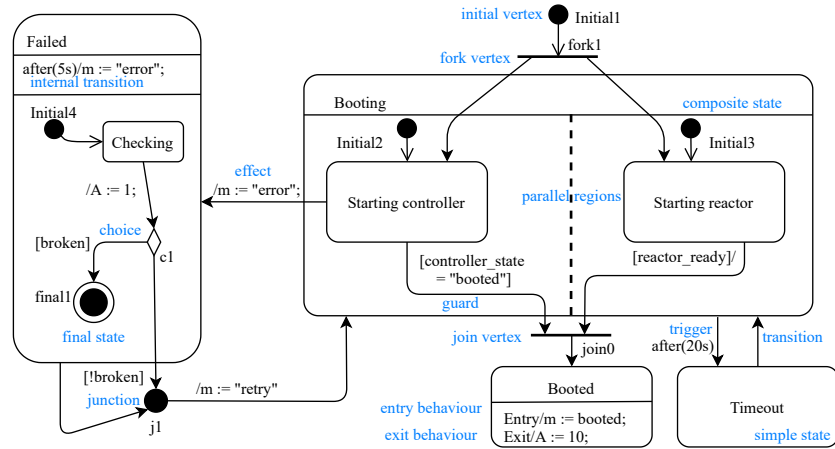 initial vertex
Initial1
fork vertex
fork1
Failed
after(5s)/m := "error";
internal transition
Initial4
Checking
/A := 1;
choice
[broken]
c1
final1
final state
[!broken]
junction
j1
effect
/m := "error";
/m := "retry"
Booting
composite state
Initial2
Initial3
Starting controller
parallel regions
Starting reactor
[controller_state
= "booted"]
[reactor_ready]/
guard
join vertex
join0
trigger
after(20s)
transition
Booted
entry behaviour
Entry/m := booted;
exit behaviour
Exit/A := 10;
Timeout
simple state